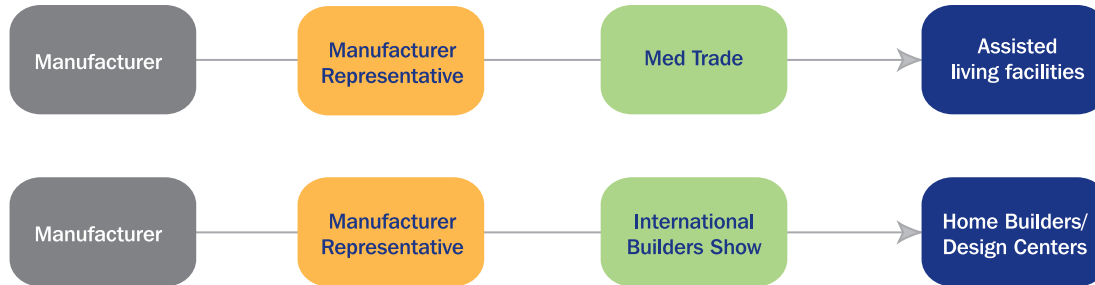 Manufacturer
Manufacturer
Representative
Med Trade
Assisted
living facilities
Manufacturer
Manufacturer
Representative
International
Builders Show
Home Builders/
Design Centers